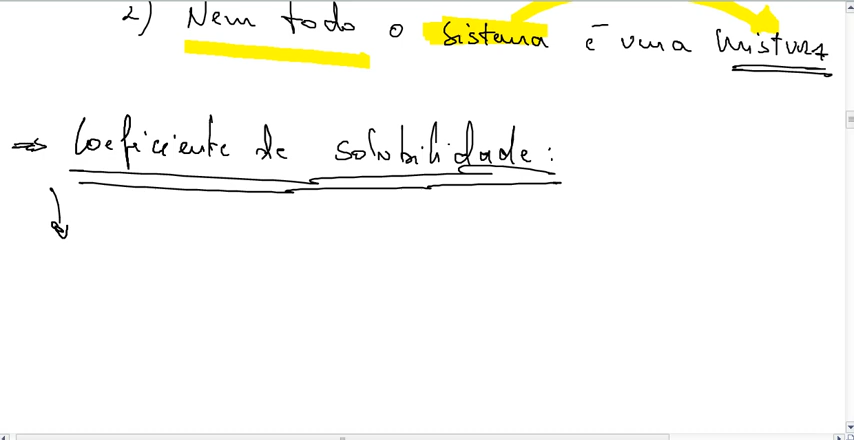 2) Nem todo o sistema é uma mistura
⇒ Coeficiente de solubilidade: